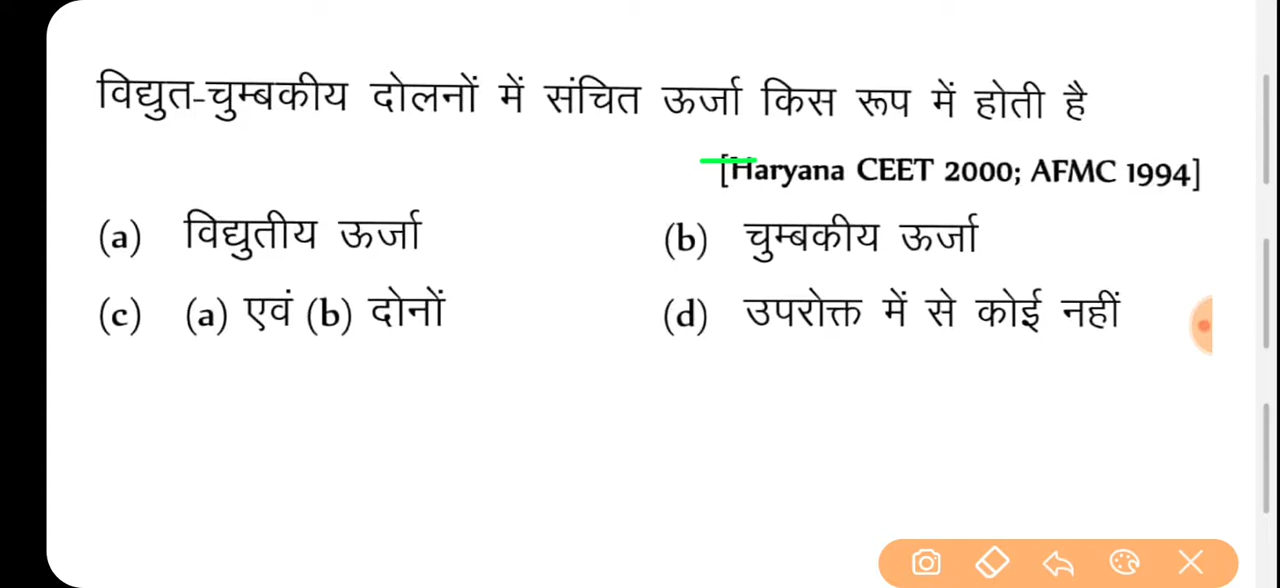 विद्युत-चुम्बकीय दोलनों में संचित ऊर्जा किस रूप में होती है
[Haryana CEET 2000; AFMC 1994]
(a) विद्युतीय ऊर्जा (b) चुम्बकीय ऊर्जा
(c) (a) एवं (b) दोनों (d) उपरोक्त में से कोई नहीं